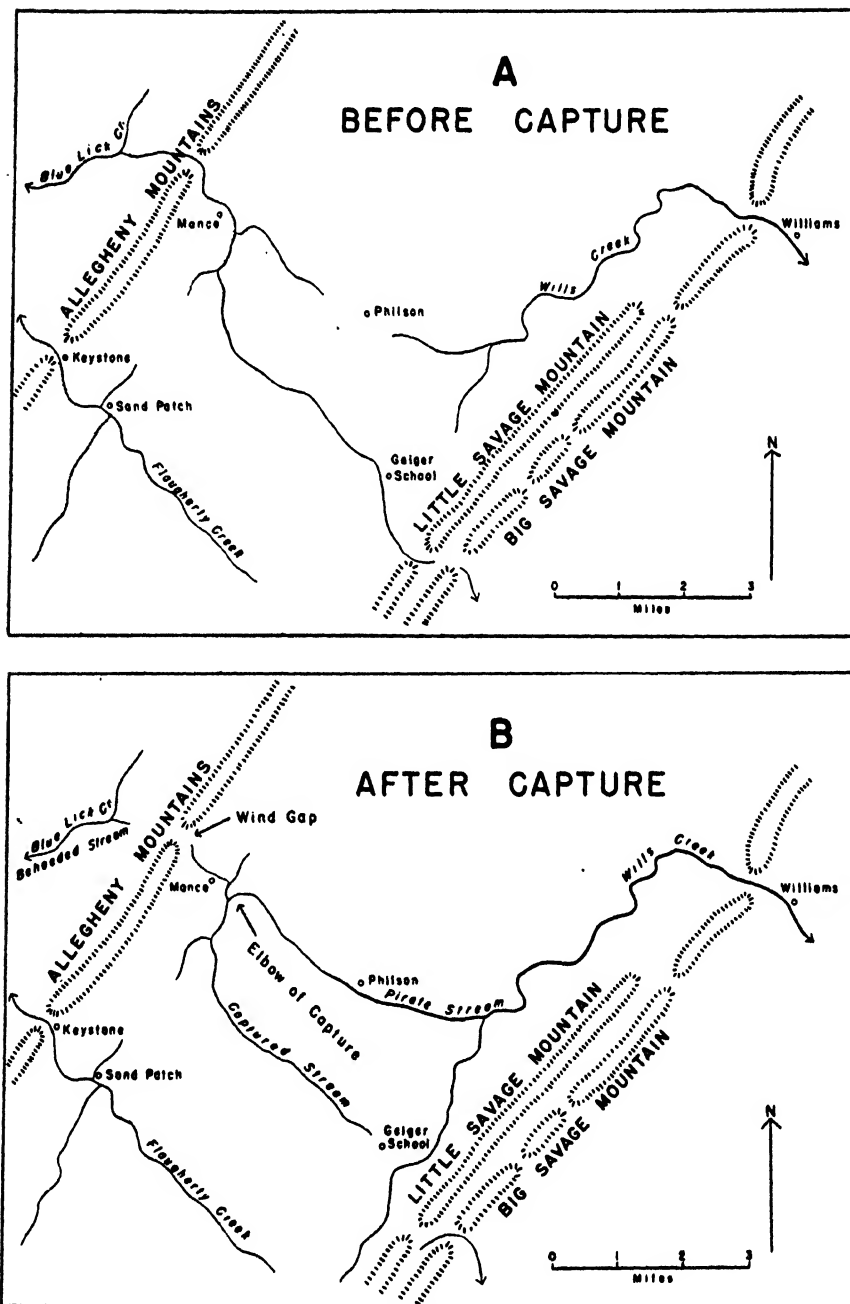 A
BEFORE CAPTURE
Blue Lick Cr.
ALLEGHENY MOUNTAINS
Mance
Williams
Wills Creek
Philson
Keystone
LITTLE SAVAGE MOUNTAIN
Sand Patch
BIG SAVAGE MOUNTAIN
Geiger
School
Flaugherly Creek
N
0 1 2 3
Miles
B
AFTER CAPTURE
Blue Lick Cr.
Beheaded Stream
ALLEGHENY MOUNTAINS
Wind Gap
Wills Creek
Mance
Williams
Elbow of Capture
Philson
Pirate Stream
Keystone
Captured Stream
LITTLE SAVAGE MOUNTAIN
Sand Patch
BIG SAVAGE MOUNTAIN
Geiger
School
Flaugherly Creek
N
0 1 2 3
Miles